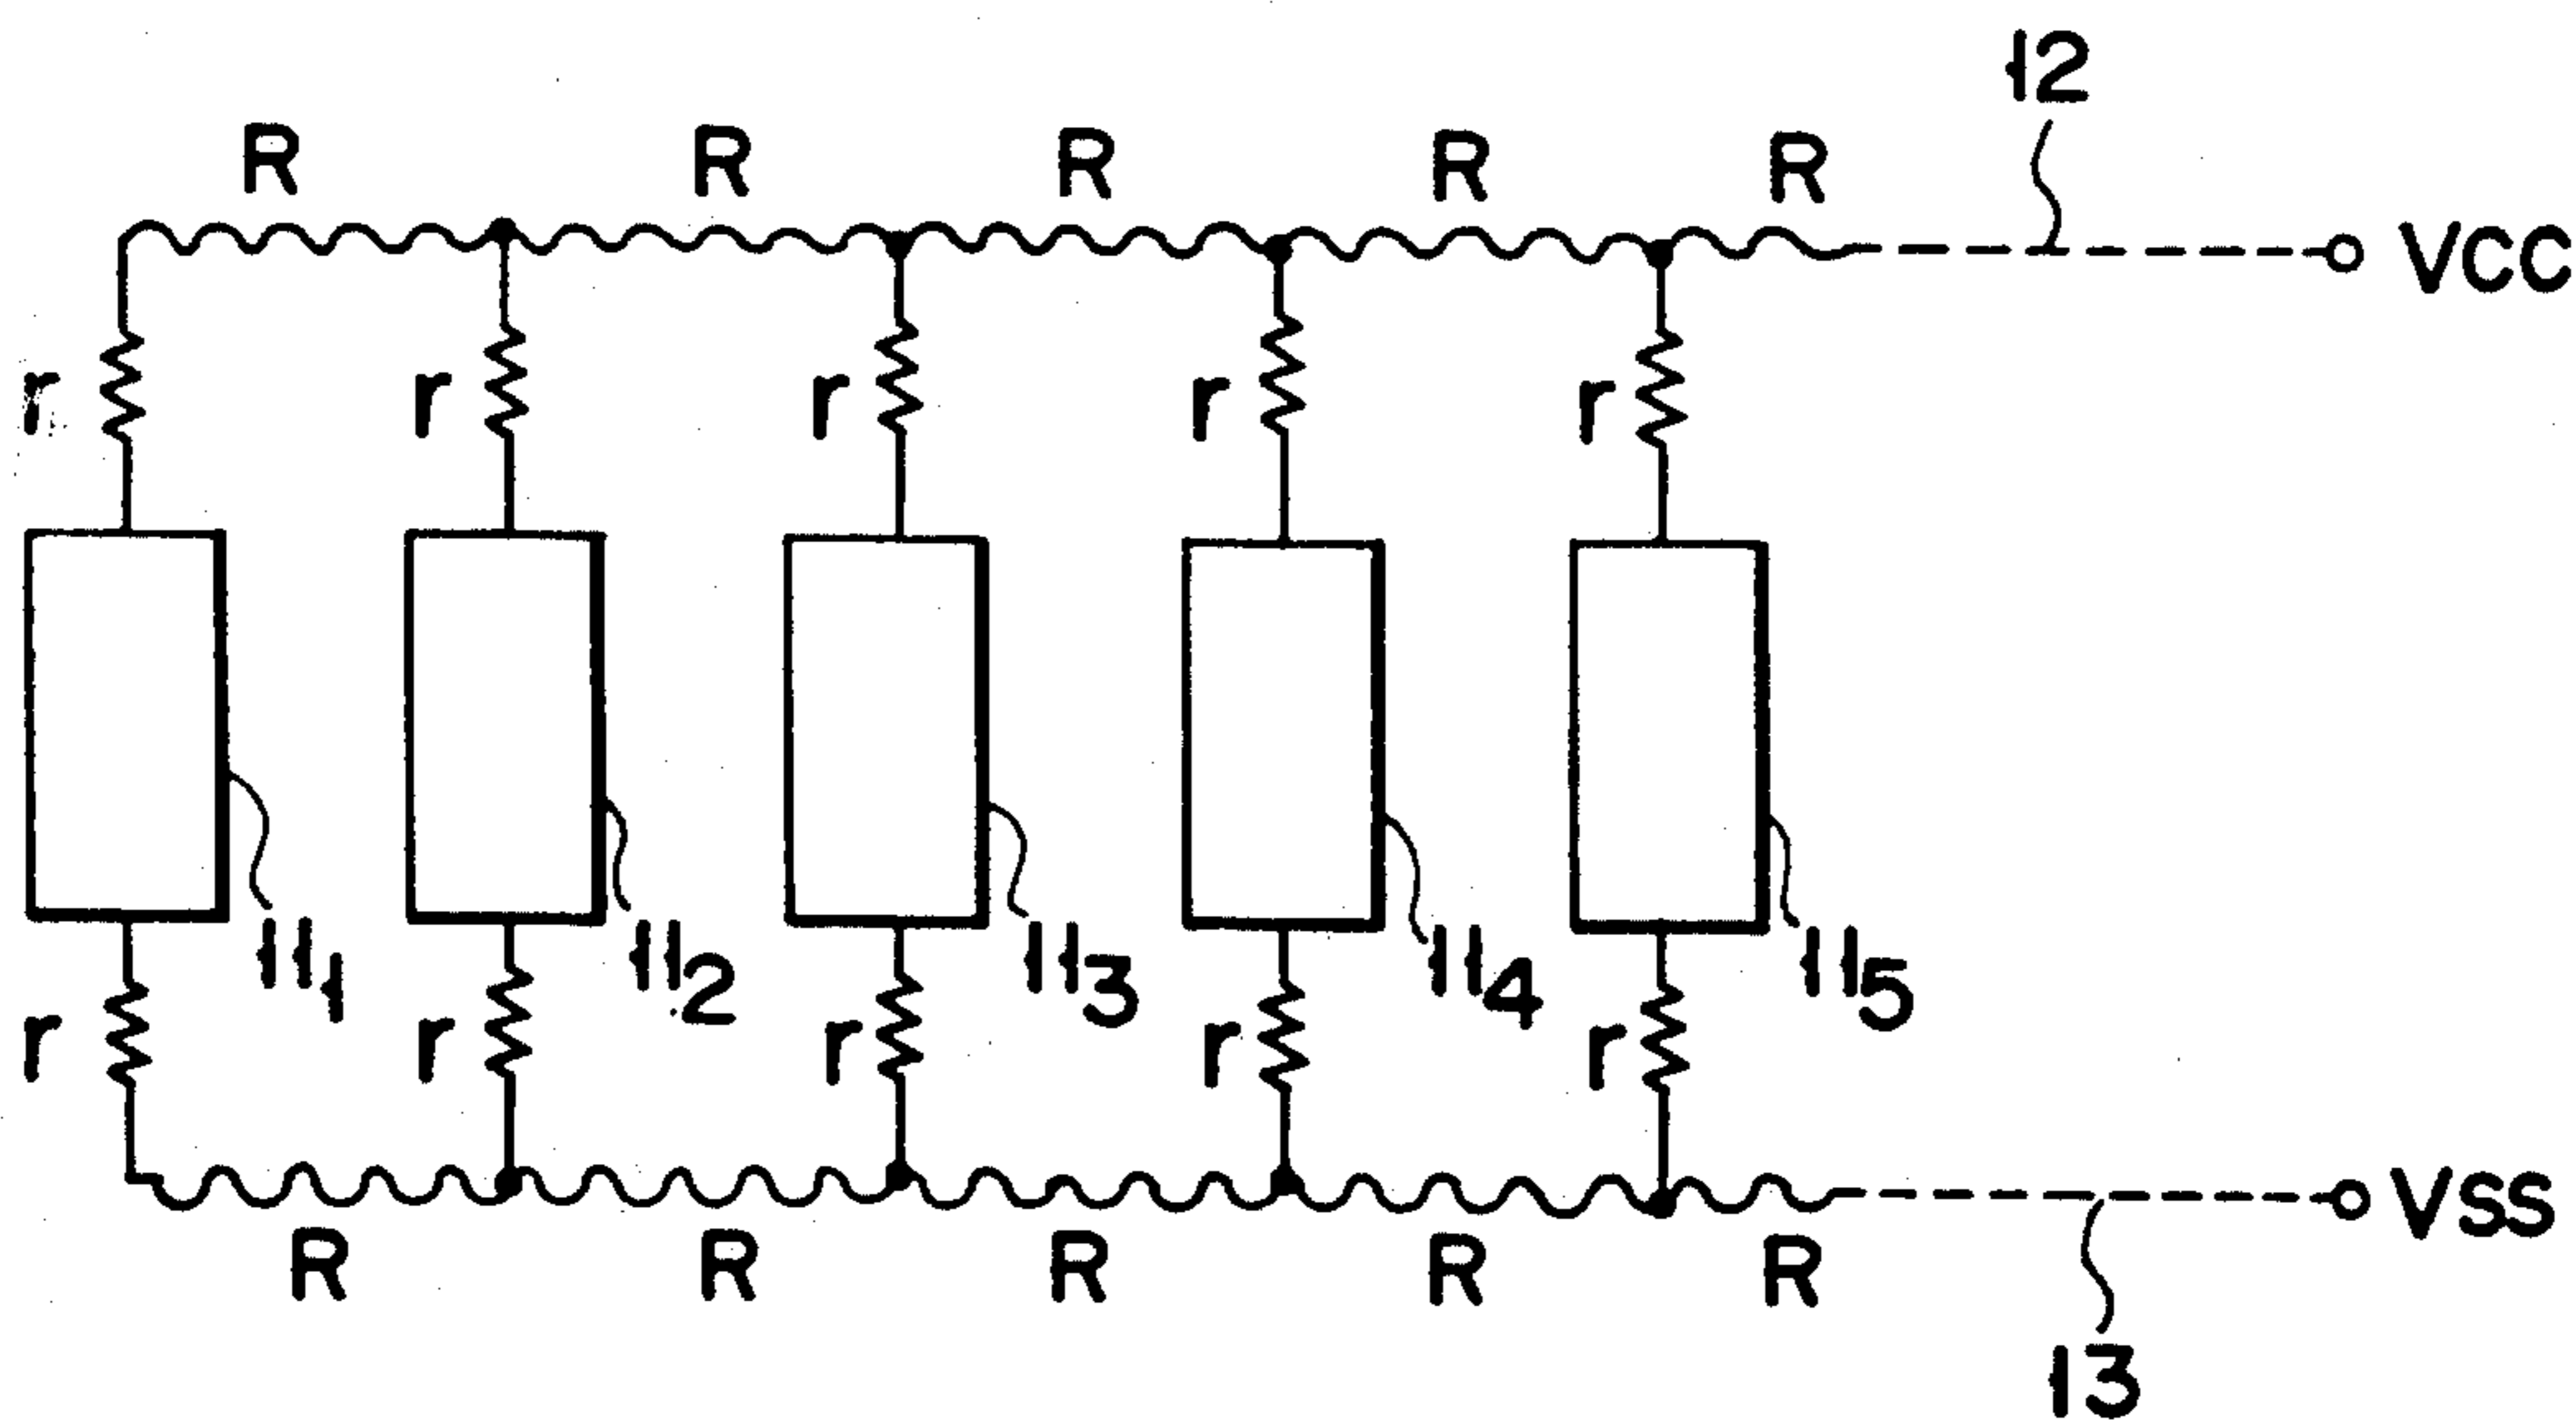 12
R R R R R
VCC
r r r r r
11₁ 11₂ 11₃ 11₄ 11₅
r r r r r
VSS
R R R R R
13